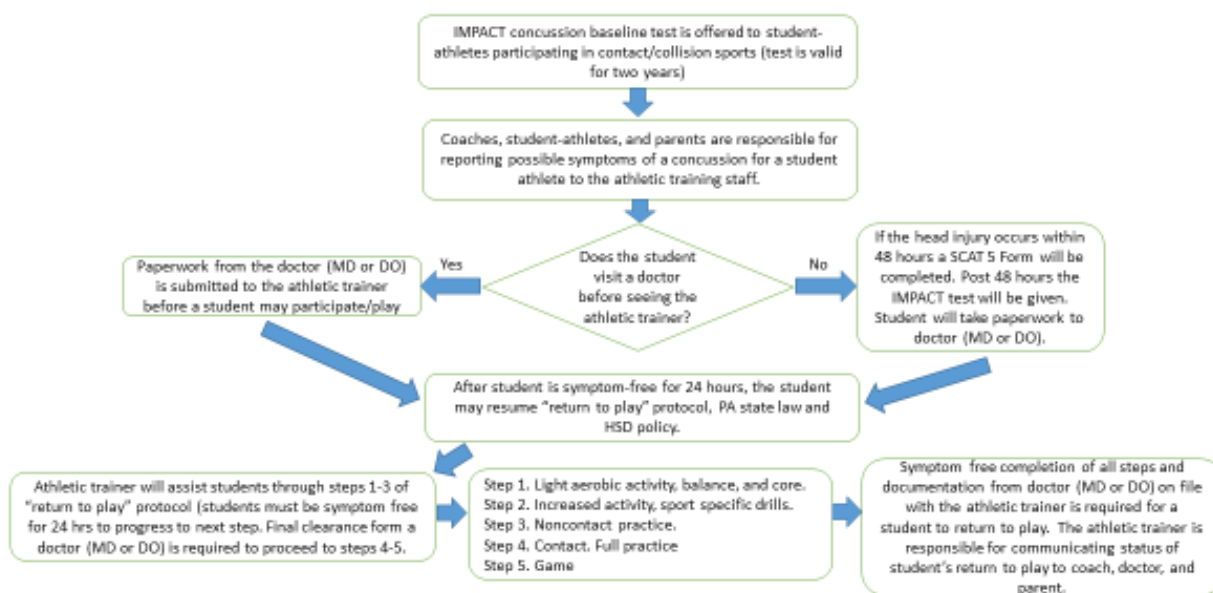 IMPACT concussion baseline test is offered to student-
athletes participating in contact/collision sports (test is valid
for two years)
Coaches, student-athletes, and parents are responsible for
reporting possible symptoms of a concussion for a student
athlete to the athletic training staff.
Does the student
visit a doctor
before seeing the
athletic trainer?
Yes
No
Paperwork from the doctor (MD or DO)
is submitted to the athletic trainer
before a student may participate/play
If the head injury occurs within
48 hours a SCAT 5 Form will be
completed. Post 48 hours the
IMPACT test will be given.
Student will take paperwork to
doctor (MD or DO).
After student is symptom-free for 24 hours, the student
may resume “return to play” protocol, PA state law and
HSD policy.
Athletic trainer will assist students through steps 1-3 of
“return to play” protocol (students must be symptom free
for 24 hrs to progress to next step. Final clearance form a
doctor (MD or DO) is required to proceed to steps 4-5.
Step 1. Light aerobic activity, balance, and core.
Step 2. Increased activity, sport specific drills.
Step 3. Noncontact practice.
Step 4. Contact. Full practice
Step 5. Game
Symptom free completion of all steps and
documentation from doctor (MD or DO) on file
with the athletic trainer is required for a
student to return to play. The athletic trainer is
responsible for communicating status of
student’s return to play to coach, doctor, and
parent.